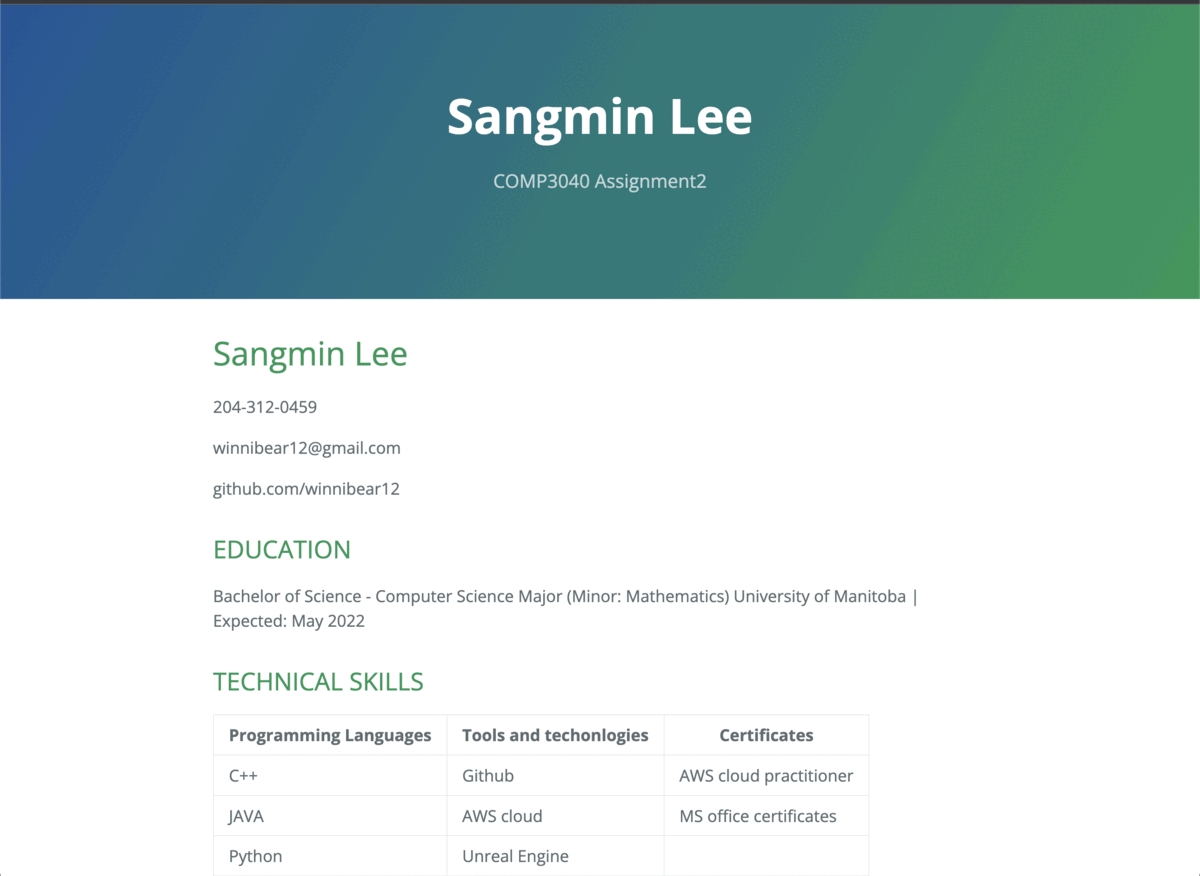 Sangmin Lee
COMP3040 Assignment2
Sangmin Lee
204-312-0459
winnibear12@gmail.com
github.com/winnibear12
EDUCATION
Bachelor of Science - Computer Science Major (Minor: Mathematics) University of Manitoba |
Expected: May 2022
TECHNICAL SKILLS
Programming Languages Tools and techonlogies Certificates
C++ Github AWS cloud practitioner
JAVA AWS cloud MS office certificates
Python Unreal Engine